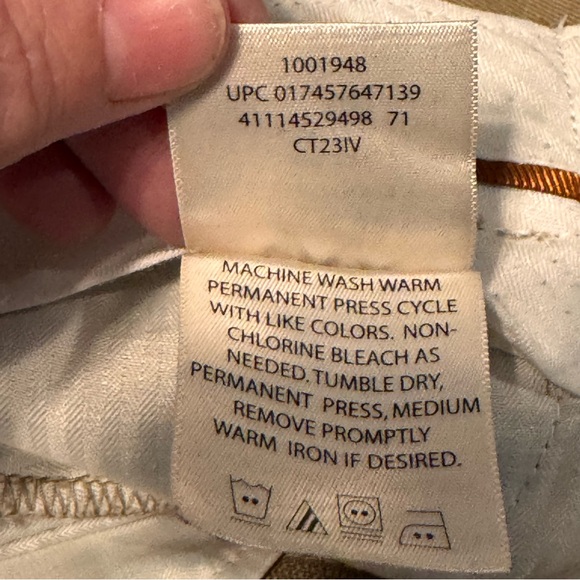 1001948
UPC 017457647139
41114529498 71
CT23IV
MACHINE WASH WARM
PERMANENT PRESS CYCLE
WITH LIKE COLORS. NON-
CHLORINE BLEACH AS
NEEDED. TUMBLE DRY,
PERMANENT PRESS, MEDIUM
REMOVE PROMPTLY
WARM IRON IF DESIRED.